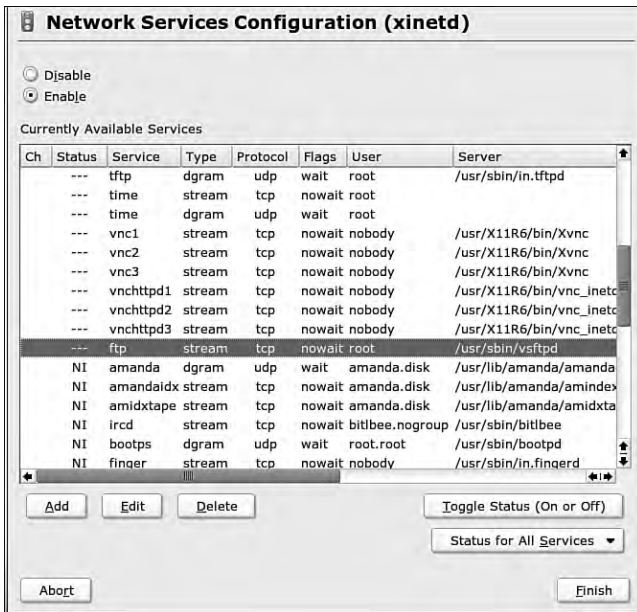 Network Services Configuration (xinetd)
Disable
Enable
Currently Available Services
Ch Status Service Type Protocol Flags User Server
--- tftp dgram udp wait root /usr/sbin/in.tftpd
--- time stream tcp nowait root
--- time dgram udp wait root
--- vnc1 stream tcp nowait nobody /usr/X11R6/bin/Xvnc
--- vnc2 stream tcp nowait nobody /usr/X11R6/bin/Xvnc
--- vnc3 stream tcp nowait nobody /usr/X11R6/bin/Xvnc
--- vnchttpd1 stream tcp nowait nobody /usr/X11R6/bin/vnc_inetc
--- vnchttpd2 stream tcp nowait nobody /usr/X11R6/bin/vnc_inetc
--- vnchttpd3 stream tcp nowait nobody /usr/X11R6/bin/vnc_inetc
--- ftp stream tcp nowait root /usr/sbin/vsftpd
NI amanda dgram udp wait amanda.disk /usr/lib/amanda/amanda
NI amandaidx stream tcp nowait amanda.disk /usr/lib/amanda/amindex
NI amidxtape stream tcp nowait amanda.disk /usr/lib/amanda/amidxta
NI ircd stream tcp nowait bitlbee.nogroup /usr/sbin/bitlbee
NI bootps dgram udp wait root.root /usr/sbin/bootpd
NI finger stream tcp nowait nobody /usr/sbin/in.fingerd
Add Edit Delete Toggle Status (On or Off)
Status for All Services
Abort Finish